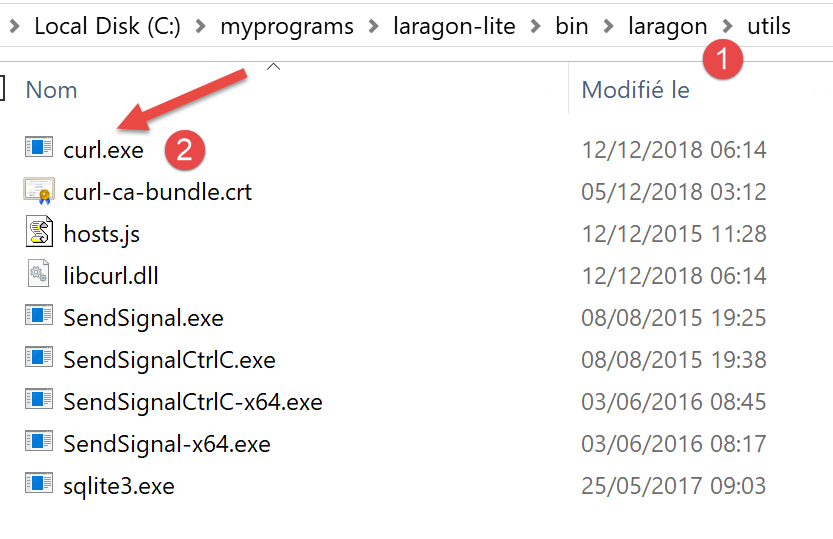 Local Disk (C:) > myprograms > laragon-lite > bin > laragon > utils
1
Nom Modifié le
curl.exe 2 12/12/2018 06:14
curl-ca-bundle.crt 05/12/2018 03:12
hosts.js 12/12/2015 11:28
libcurl.dll 12/12/2018 06:14
SendSignal.exe 08/08/2015 19:25
SendSignalCtrlC.exe 08/08/2015 19:38
SendSignalCtrlC-x64.exe 03/06/2016 08:45
SendSignal-x64.exe 03/06/2016 08:17
sqlite3.exe 25/05/2017 09:03